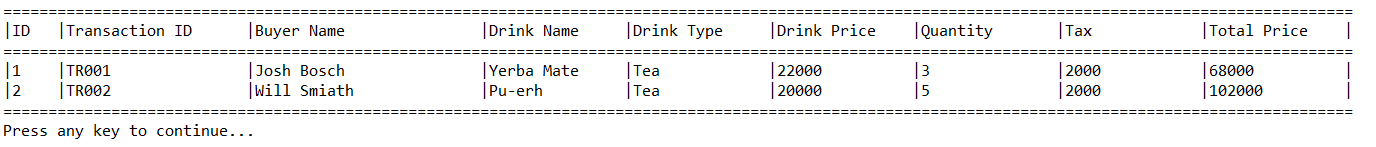 ======================================================================================================================================================
|ID   |Transaction ID      |Buyer Name                |Drink Name     |Drink Type     |Drink Price    |Quantity       |Tax            |Total Price    |
======================================================================================================================================================
|1    |TR001               |Josh Bosch                |Yerba Mate     |Tea            |22000          |3              |2000           |68000          |
|2    |TR002               |Will Smiath               |Pu-erh         |Tea            |20000          |5              |2000           |102000         |
======================================================================================================================================================
Press any key to continue...